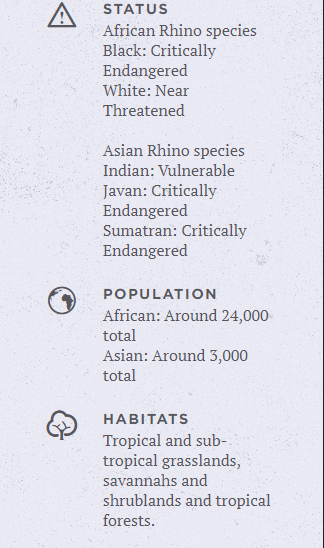 STATUS
African Rhino species
Black: Critically
Endangered
White: Near
Threatened
Asian Rhino species
Indian: Vulnerable
Javan: Critically
Endangered
Sumatran: Critically
Endangered
POPULATION
African: Around 24,000
total
Asian: Around 3,000
total
HABITATS
Tropical and sub-
tropical grasslands,
savannahs and
shrublands and tropical
forests.